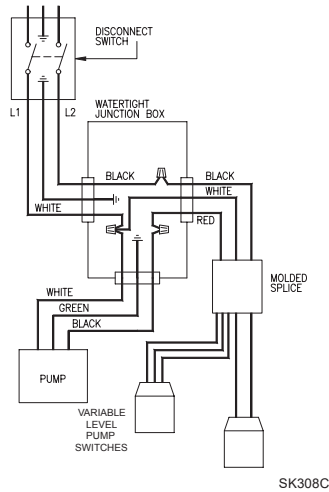 DISCONNECT
SWITCH
L1
L2
WATERTIGHT
JUNCTION BOX
BLACK
BLACK
WHITE
WHITE
RED
MOLDED
SPLICE
WHITE
GREEN
BLACK
PUMP
VARIABLE
LEVEL
PUMP
SWITCHES
SK308C